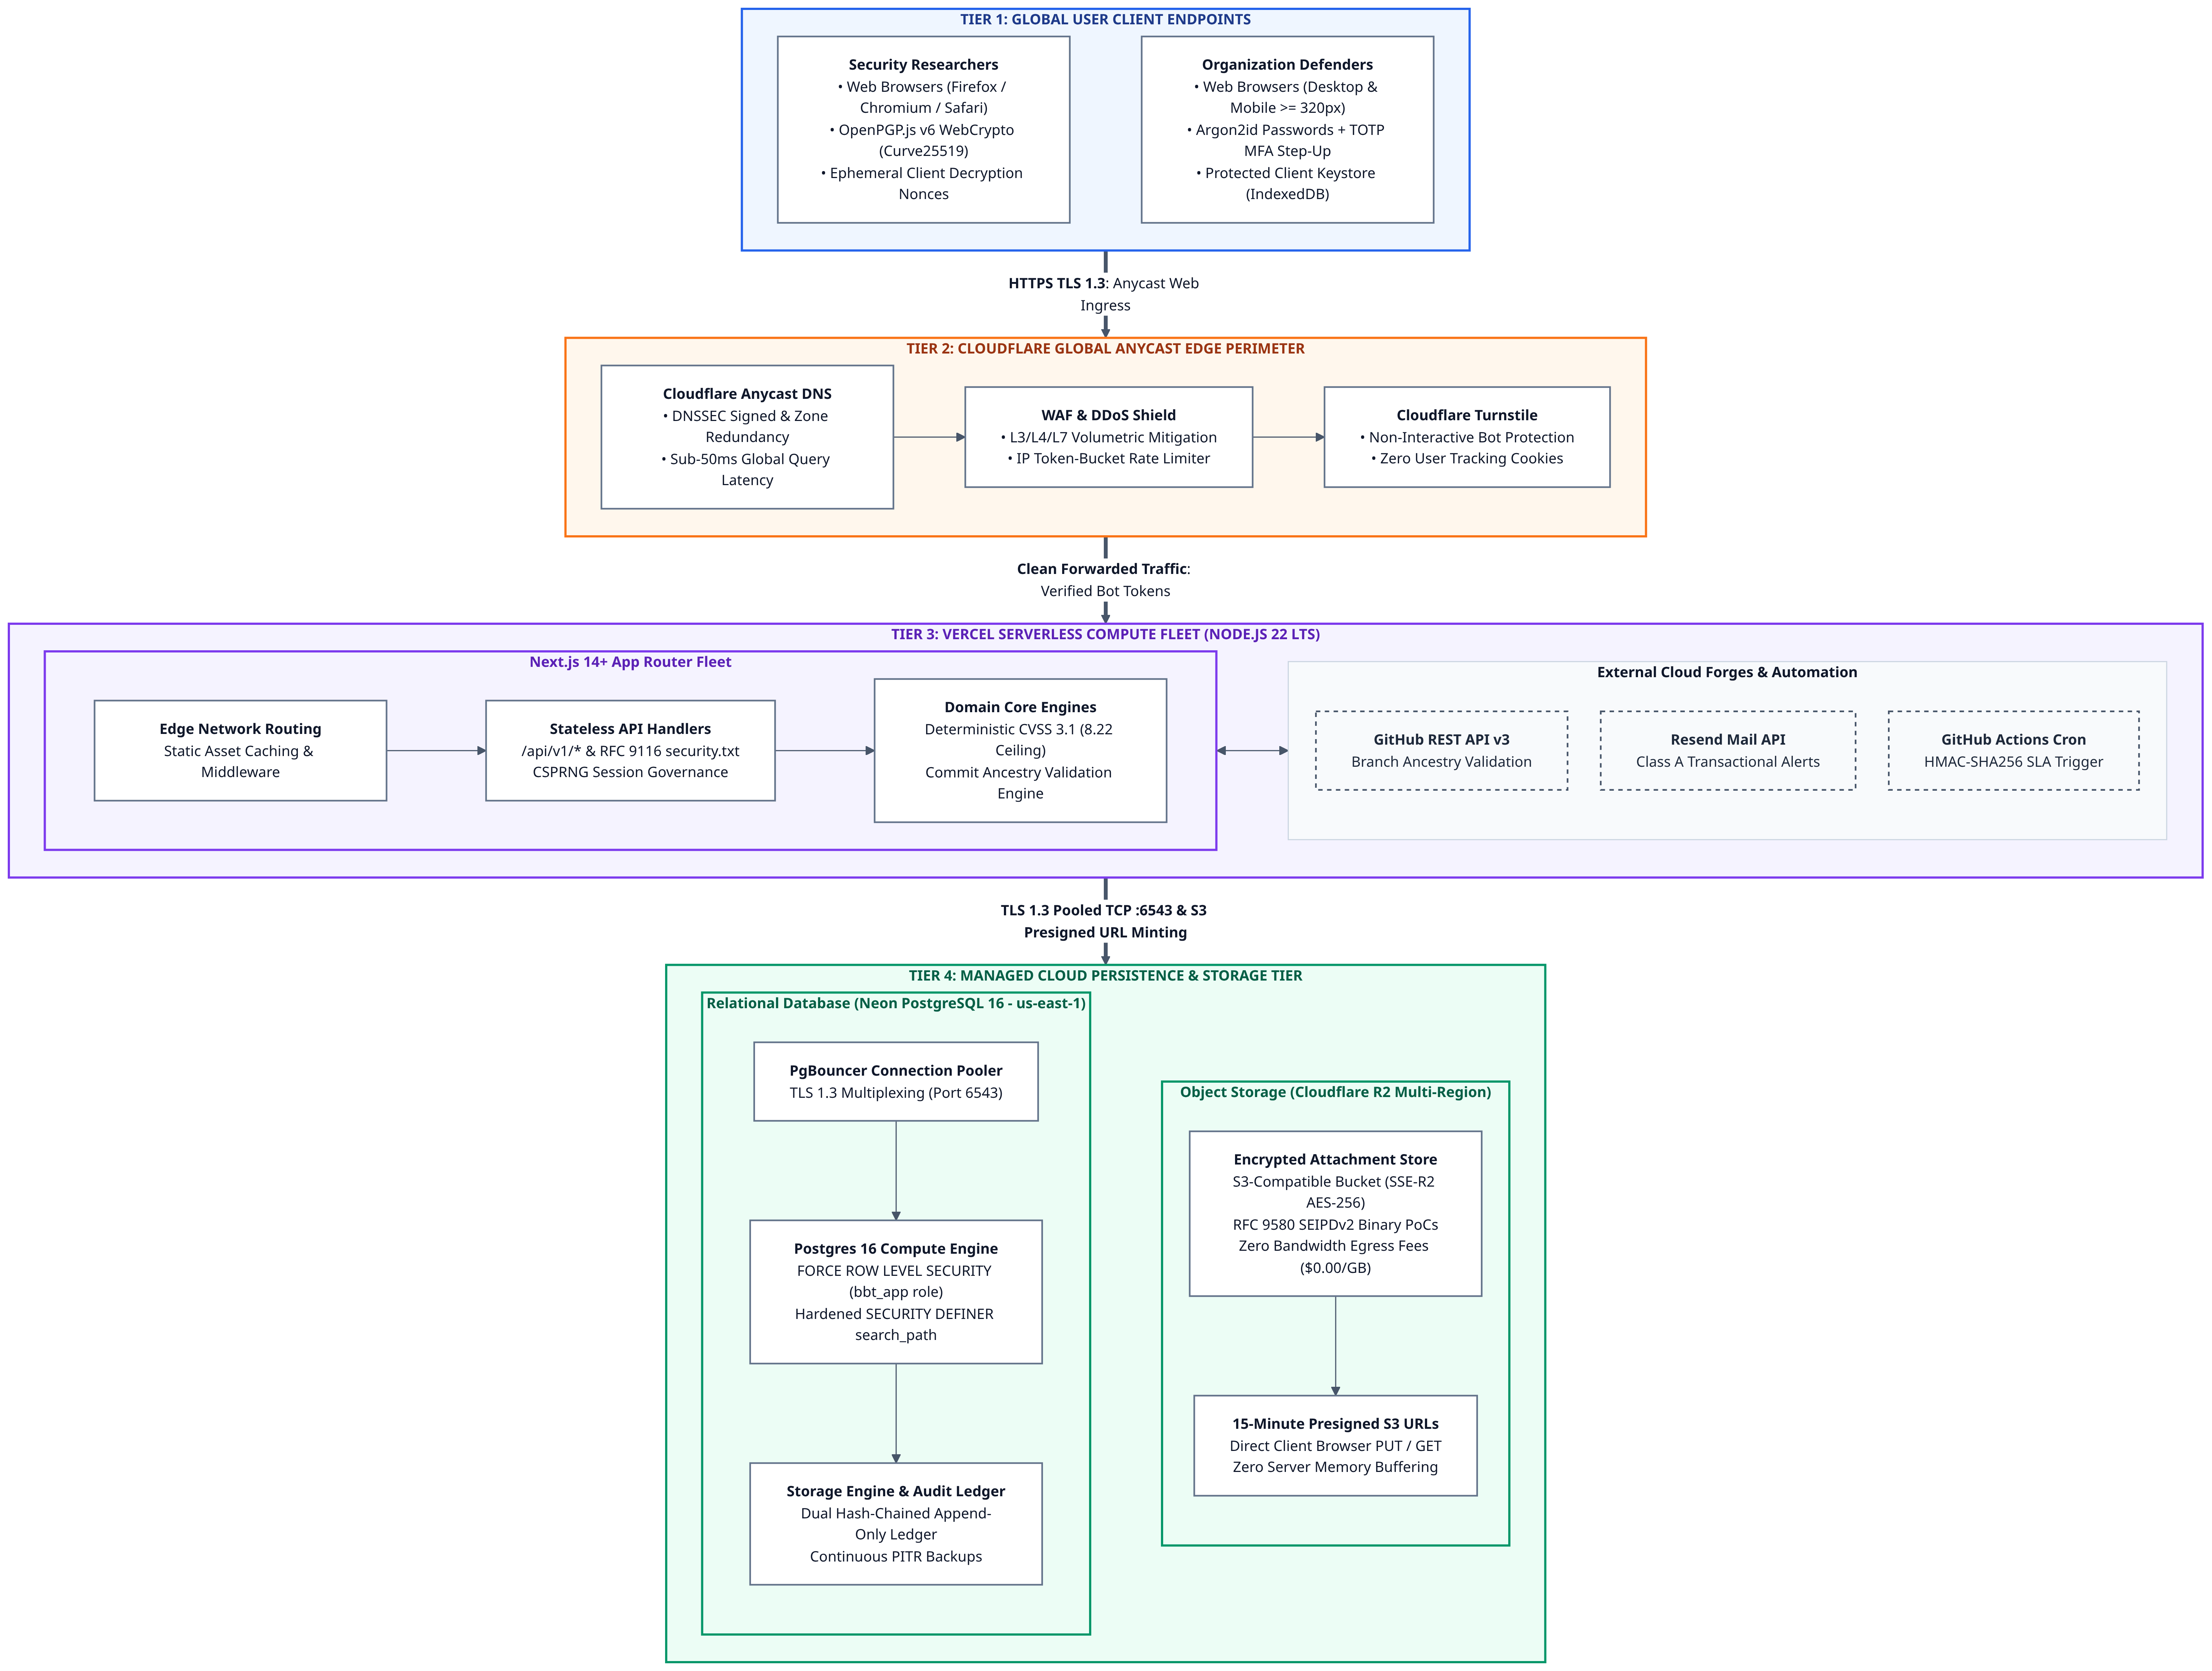 TIER 1: GLOBAL USER CLIENT ENDPOINTS
Security Researchers
• Web Browsers (Firefox /
Chromium / Safari)
• OpenPGP.js v6 WebCrypto
(Curve25519)
• Ephemeral Client Decryption
Nonces
Organization Defenders
• Web Browsers (Desktop &
Mobile >= 320px)
• Argon2id Passwords + TOTP
MFA Step-Up
• Protected Client Keystore
(IndexedDB)
HTTPS TLS 1.3: Anycast Web
Ingress
TIER 2: CLOUDFLARE GLOBAL ANYCAST EDGE PERIMETER
Cloudflare Anycast DNS
• DNSSEC Signed & Zone
Redundancy
• Sub-50ms Global Query
Latency
WAF & DDoS Shield
• L3/L4/L7 Volumetric Mitigation
• IP Token-Bucket Rate Limiter
Cloudflare Turnstile
• Non-Interactive Bot Protection
• Zero User Tracking Cookies
Clean Forwarded Traffic:
Verified Bot Tokens
TIER 3: VERCEL SERVERLESS COMPUTE FLEET (NODE.JS 22 LTS)
Next.js 14+ App Router Fleet
Edge Network Routing
Static Asset Caching &
Middleware
Stateless API Handlers
/api/v1/* & RFC 9116 security.txt
CSPRNG Session Governance
Domain Core Engines
Deterministic CVSS 3.1 (8.22
Ceiling)
Commit Ancestry Validation
Engine
External Cloud Forges & Automation
GitHub REST API v3
Branch Ancestry Validation
Resend Mail API
Class A Transactional Alerts
GitHub Actions Cron
HMAC-SHA256 SLA Trigger
TLS 1.3 Pooled TCP :6543 & S3
Presigned URL Minting
TIER 4: MANAGED CLOUD PERSISTENCE & STORAGE TIER
Relational Database (Neon PostgreSQL 16 - us-east-1)
PgBouncer Connection Pooler
TLS 1.3 Multiplexing (Port 6543)
Postgres 16 Compute Engine
FORCE ROW LEVEL SECURITY
(bbt_app role)
Hardened SECURITY DEFINER
search_path
Storage Engine & Audit Ledger
Dual Hash-Chained Append-
Only Ledger
Continuous PITR Backups
Object Storage (Cloudflare R2 Multi-Region)
Encrypted Attachment Store
S3-Compatible Bucket (SSE-R2
AES-256)
RFC 9580 SEIPDv2 Binary PoCs
Zero Bandwidth Egress Fees
($0.00/GB)
15-Minute Presigned S3 URLs
Direct Client Browser PUT / GET
Zero Server Memory Buffering